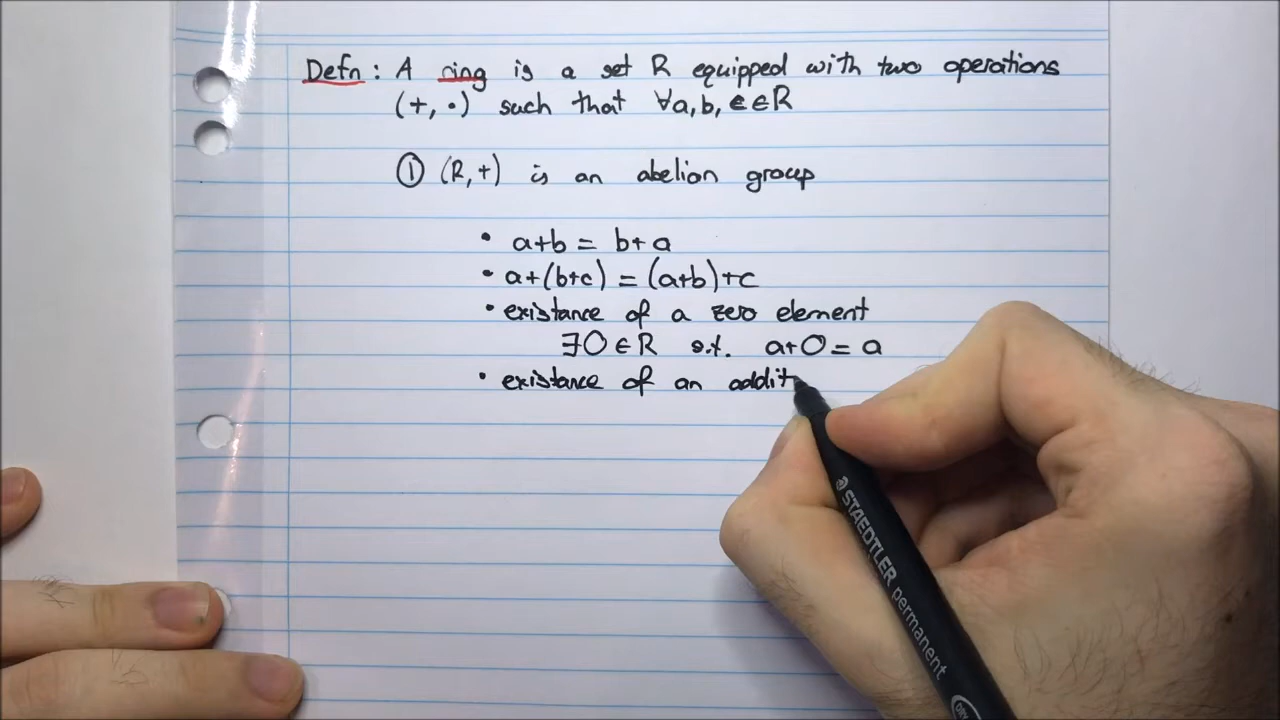 Defn: A ring is a set R equipped with two operations
(+, •) such that ∀a,b,c∈R
① (R,+) is an abelian group
• a+b = b+a
• a+(b+c) = (a+b)+c
• existance of a zero element
∃0∈R s.t. a+0 = a
• existance of an addit
STAEDTLER permanent